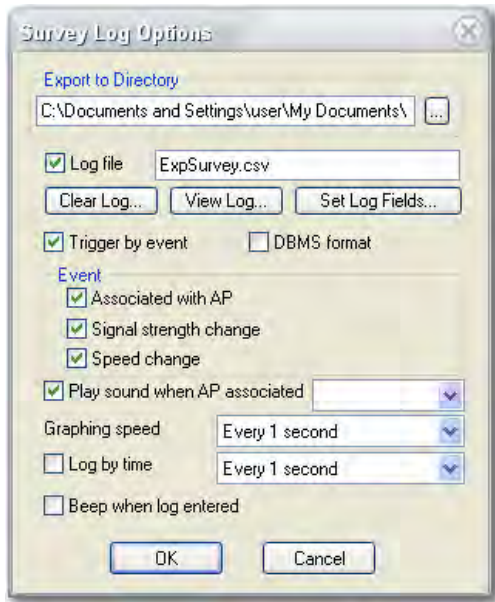 Survey Log Options
Export to Directory
C:\Documents and Settings\user\My Documents\ ...
Log file ExpSurvey.csv
Clear Log... View Log... Set Log Fields...
Trigger by event DBMS format
Event
Associated with AP
Signal strength change
Speed change
Play sound when AP associated
Graphing speed Every 1 second
Log by time Every 1 second
Beep when log entered
OK Cancel